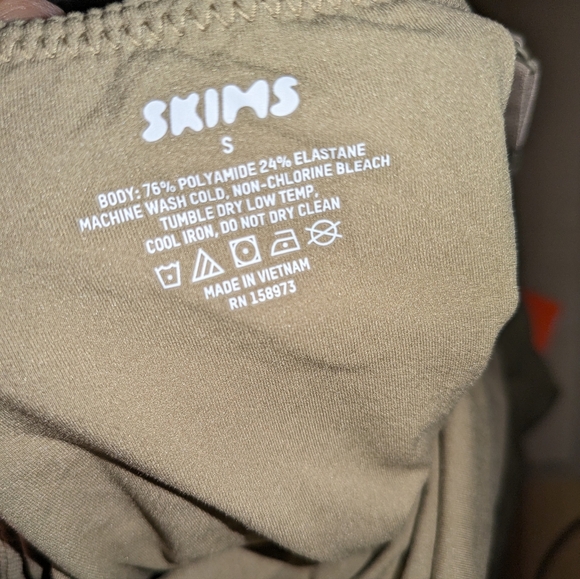 SKIMS
S
BODY: 76% POLYAMIDE 24% ELASTANE
MACHINE WASH COLD, NON-CHLORINE BLEACH
TUMBLE DRY LOW TEMP,
COOL IRON, DO NOT DRY CLEAN
MADE IN VIETNAM
RN 158973